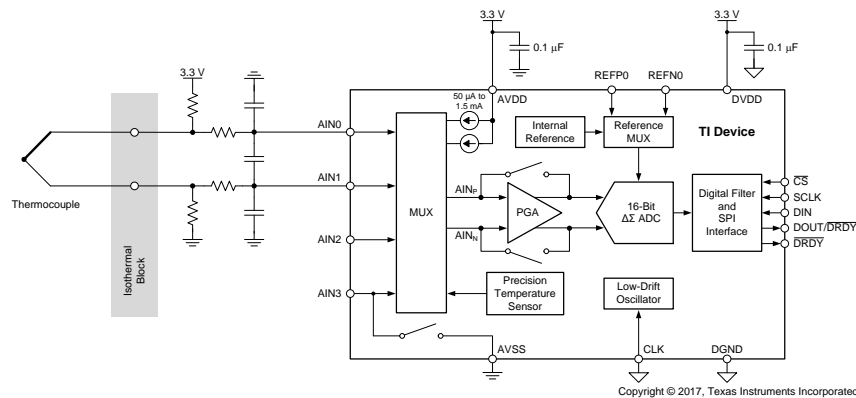 3.3 V
3.3 V
0.1 μF
0.1 μF
3.3 V
50 μA to
1.5 mA
AVDD
REFP0
REFN0
DVDD
TI Device
Internal
Reference
Reference
MUX
AIN0
AIN1
AIN2
AIN3
MUX
AINP
AINN
PGA
16-Bit
ΔΣ ADC
Digital Filter
and
SPI
Interface
CS
SCLK
DIN
DOUT/DRDY
DRDY
Thermocouple
Isothermal
Block
Precision
Temperature
Sensor
Low-Drift
Oscillator
AVSS
CLK
DGND
Copyright © 2017, Texas Instruments Incorporated